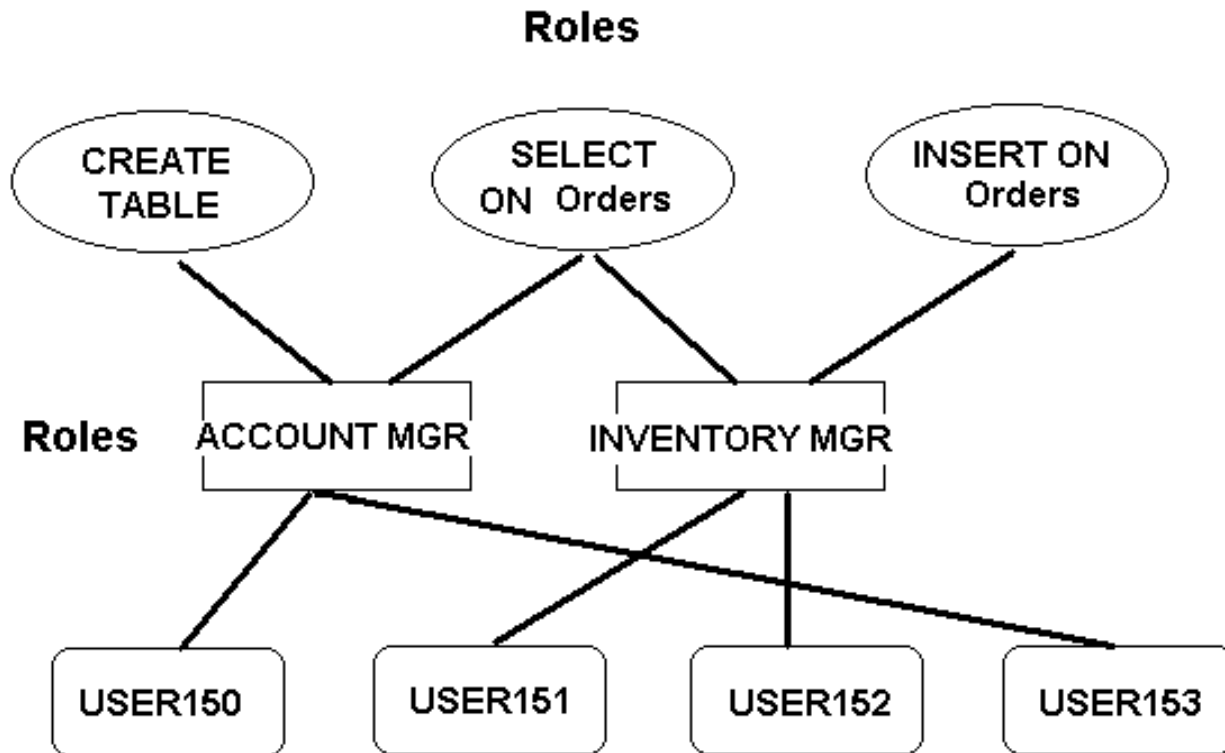 Roles
CREATE
TABLE
SELECT
ON Orders
INSERT ON
Orders
Roles
ACCOUNT MGR
INVENTORY MGR
USER150
USER151
USER152
USER153